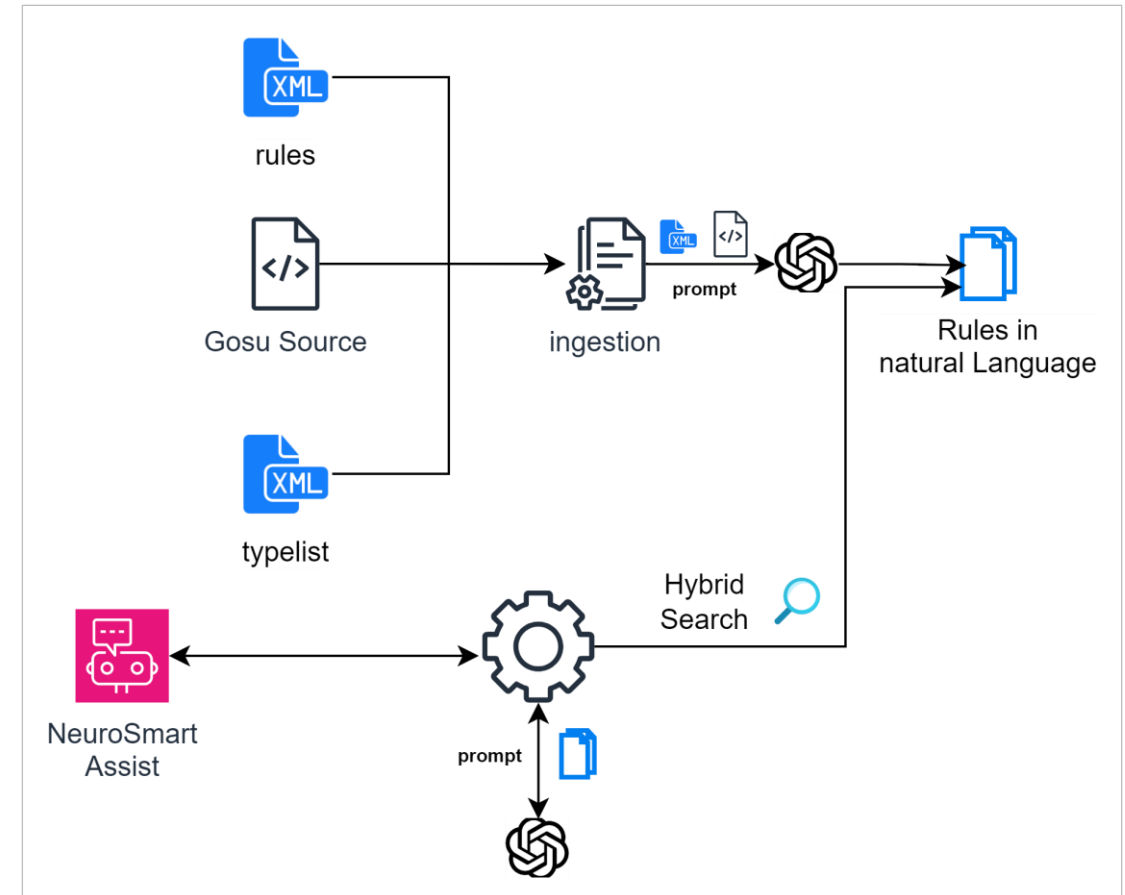 XML
rules
</>
Gosu Source
ingestion
XML
</>
prompt
Rules in
natural Language
XML
typelist
Hybrid
Search
NeuroSmart
Assist
prompt